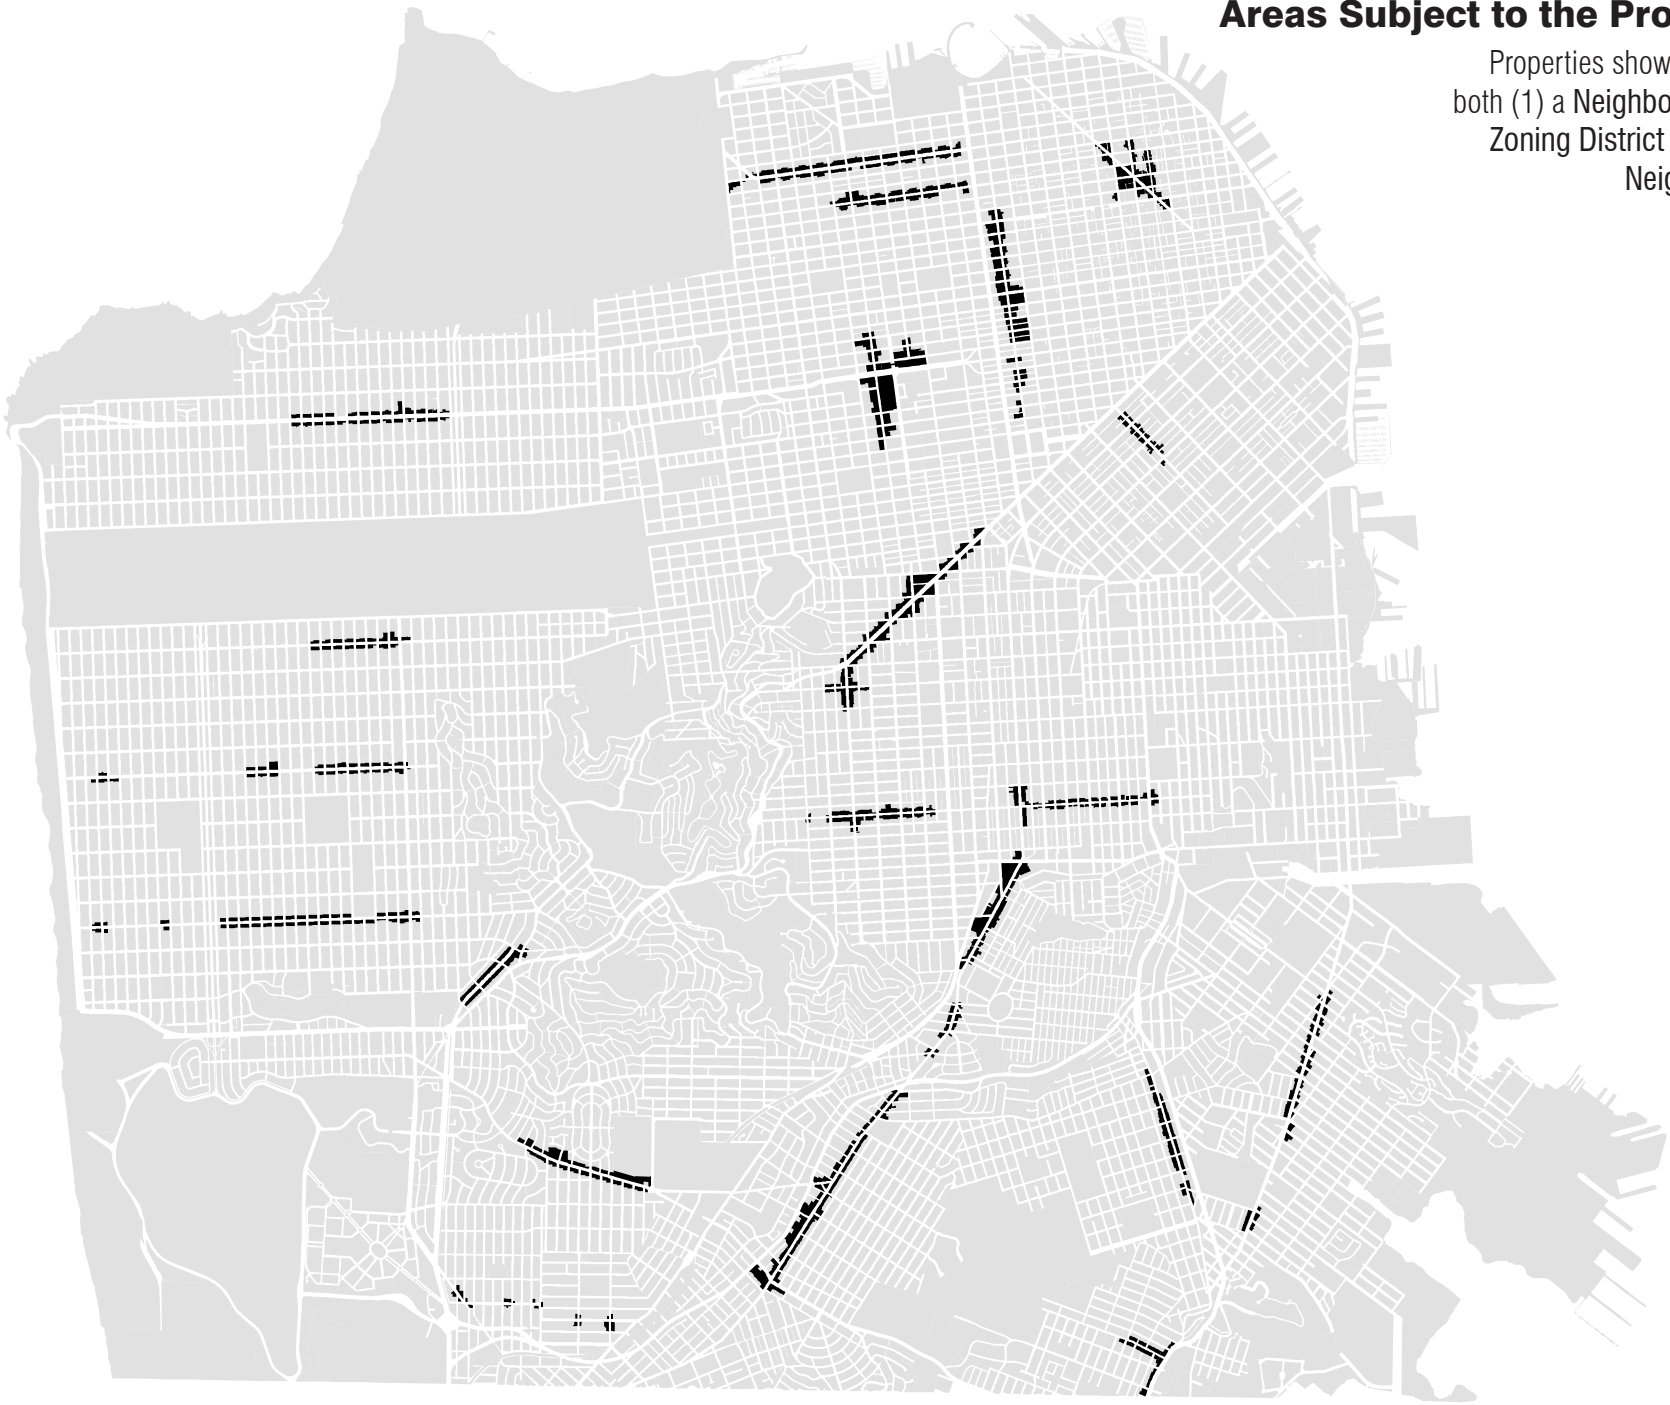 Areas Subject to the Pro
Properties show
both (1) a Neighbo
Zoning District
Neig